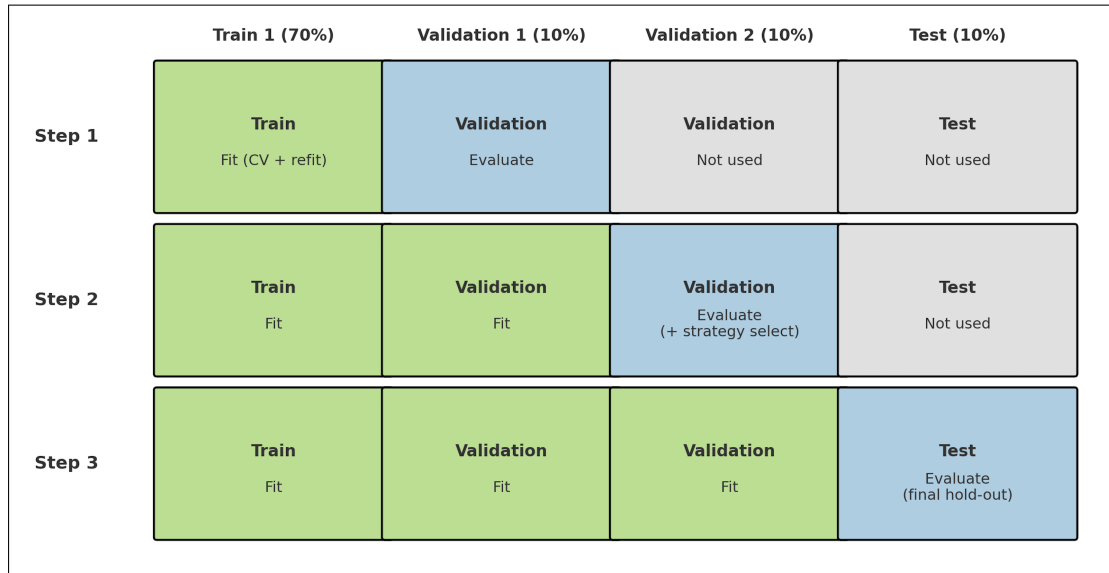 Train 1 (70%) Validation 1 (10%) Validation 2 (10%) Test (10%)
Step 1
Train Validation Validation Test
Fit (CV + refit) Evaluate Not used Not used
Step 2
Train Validation Validation Test
Fit Fit Evaluate Not used
(+ strategy select)
Step 3
Train Validation Validation Test
Fit Fit Fit Evaluate
(final hold-out)